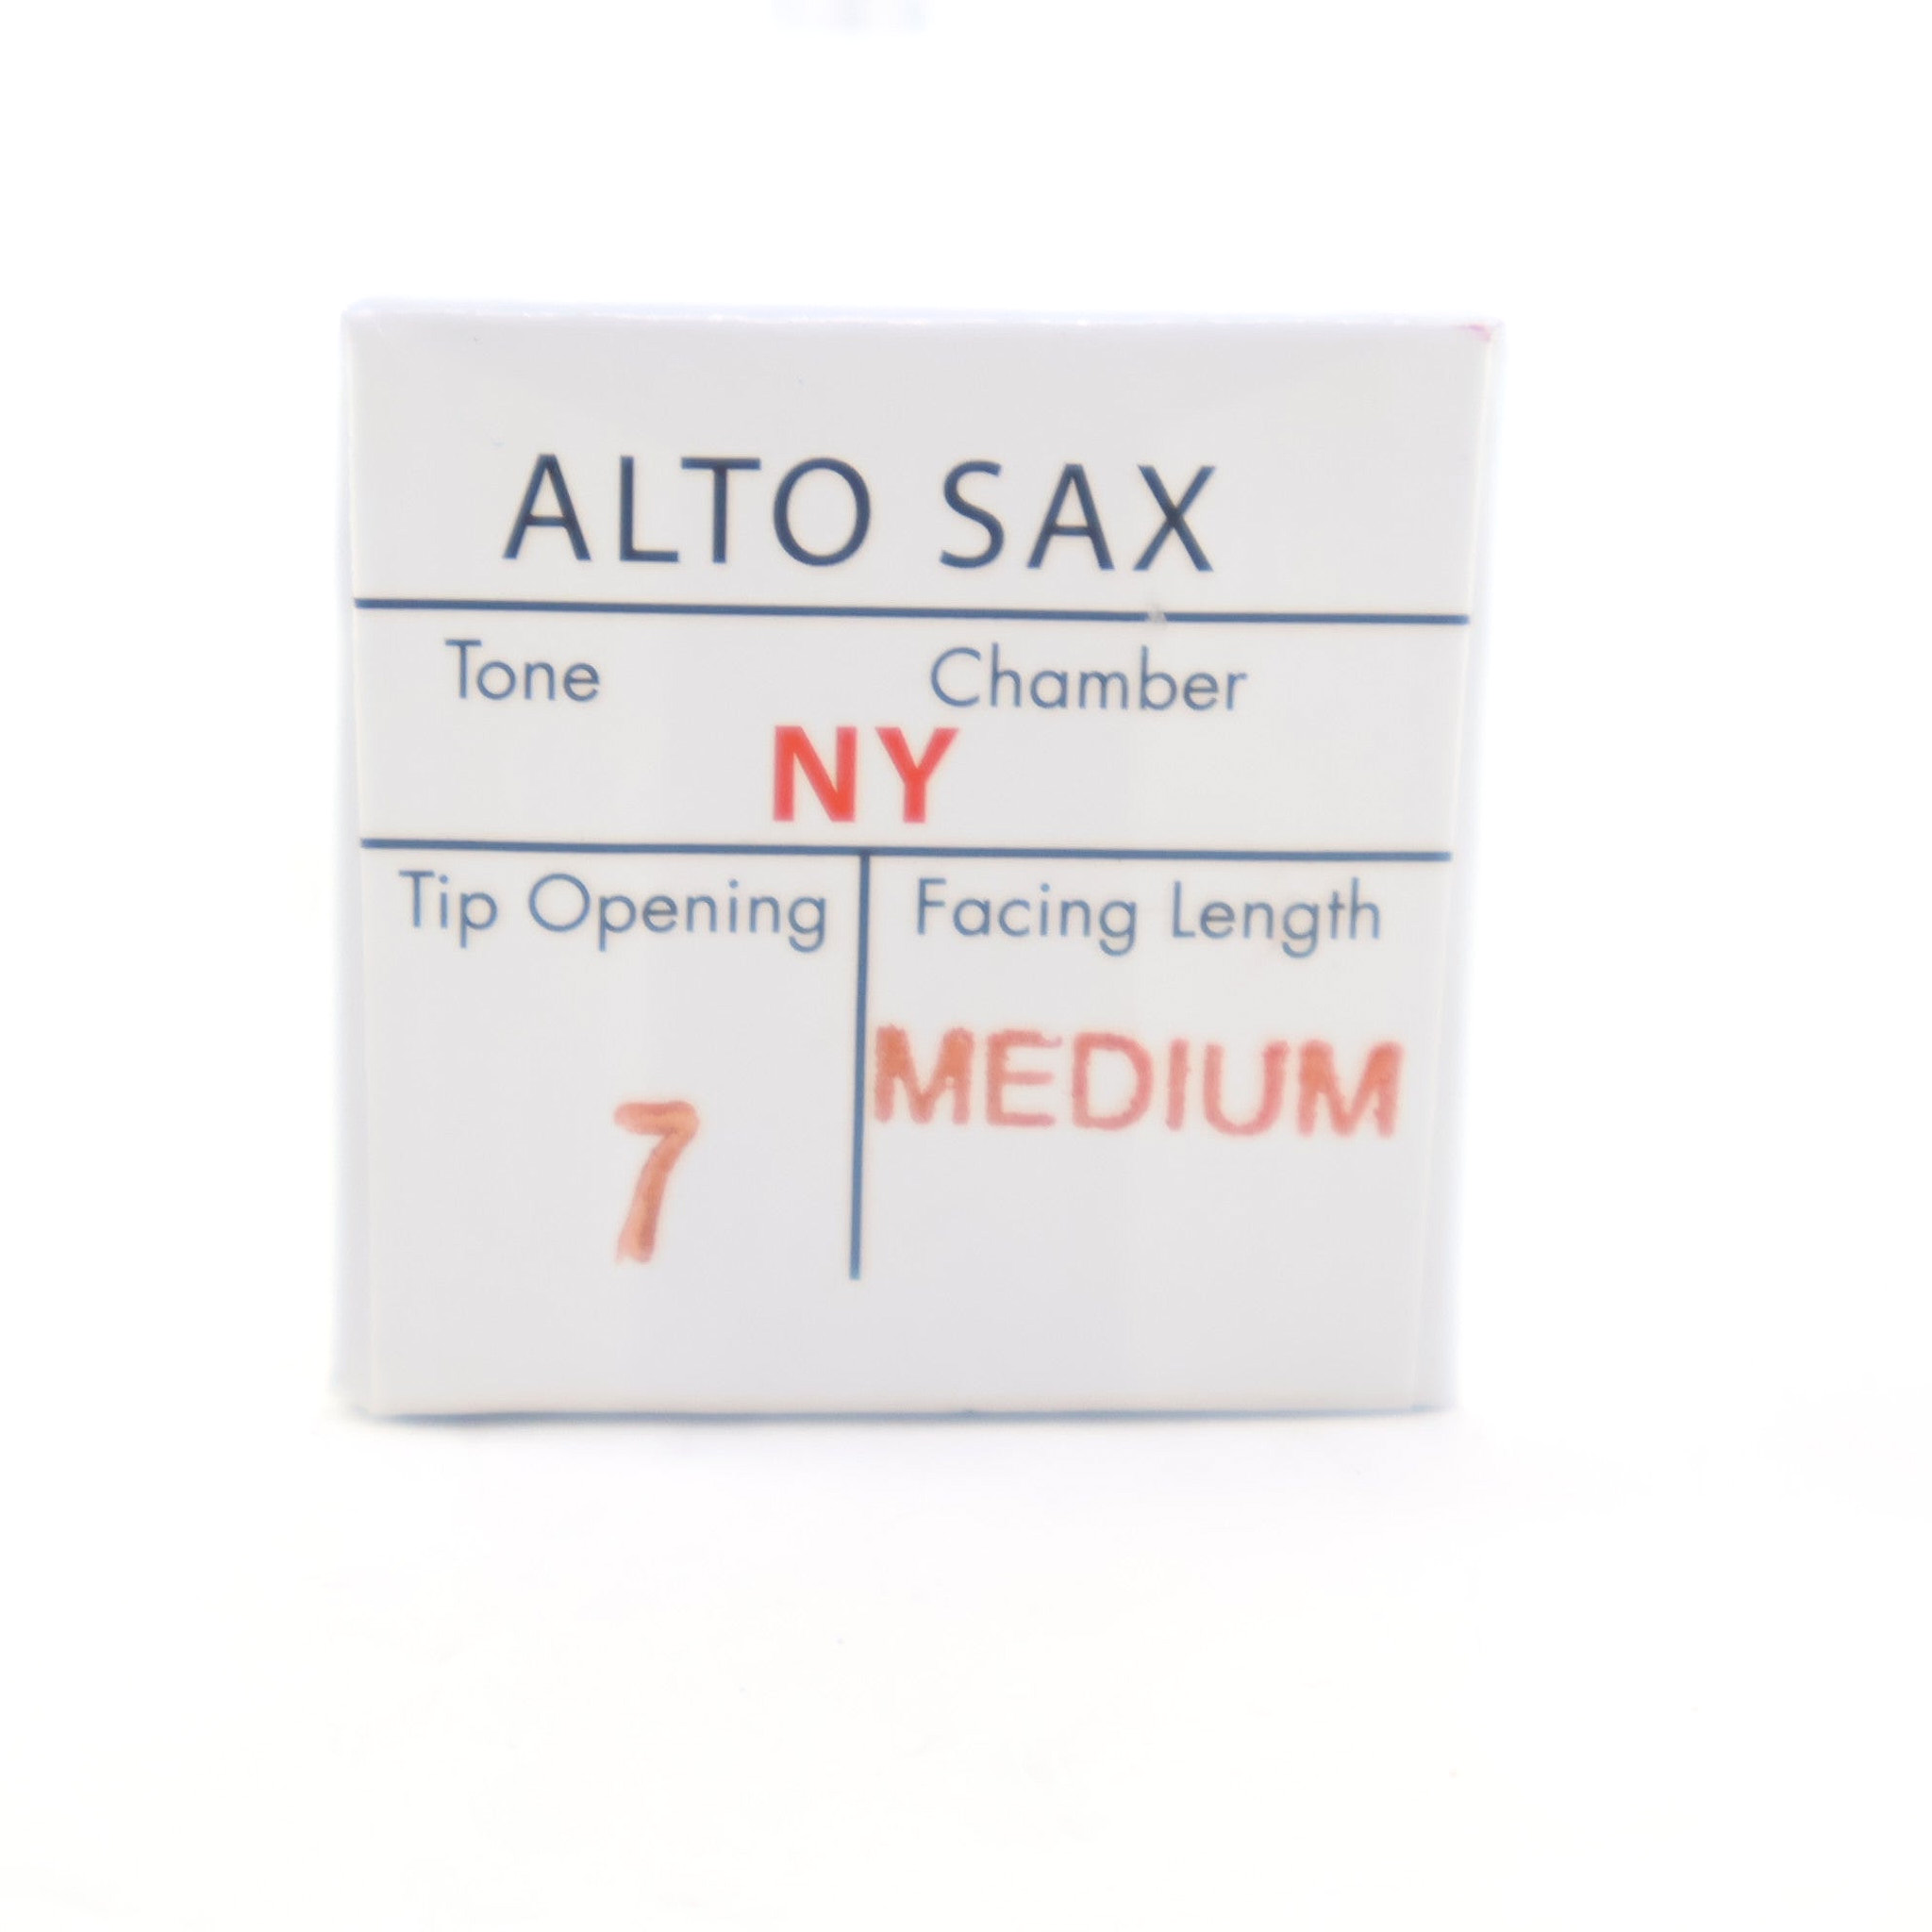 ALTO SAX
Tone Chamber
NY
Tip Opening Facing Length
MEDIUM
7